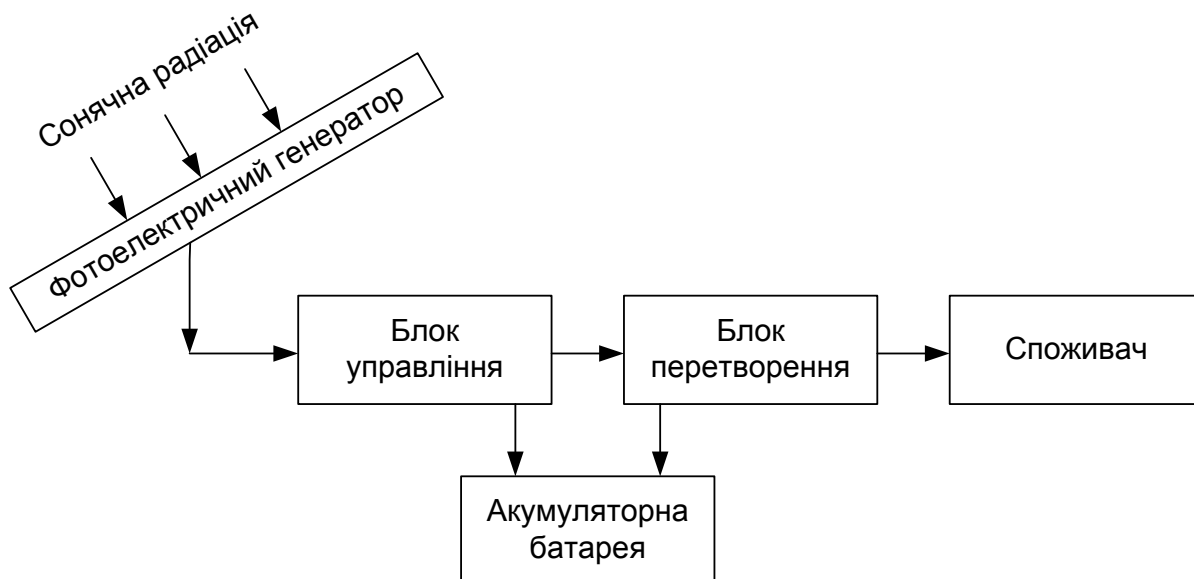 Сонячна радіація
Фотоелектричний генератор
Блок
управління
Блок
перетворення
Споживач
Акумуляторна
батарея